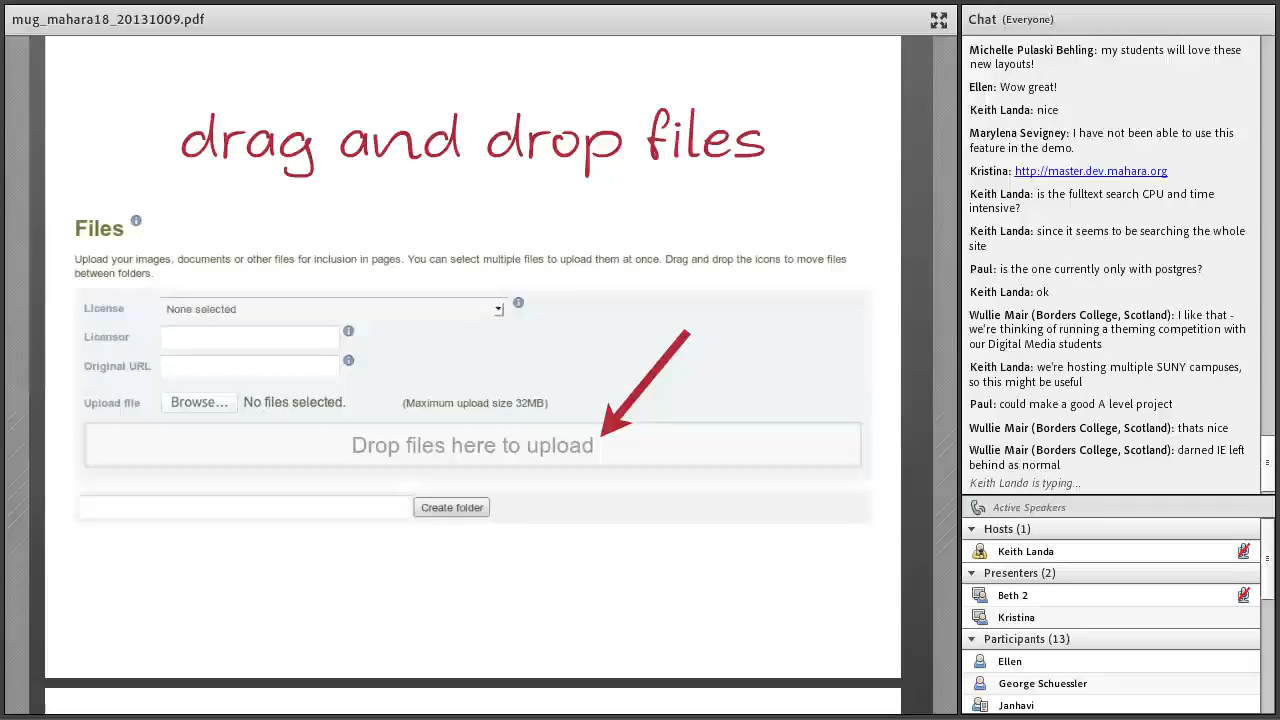 mug_mahara18_20131009.pdf
drag and drop files
Files
Upload your images, documents or other files for inclusion in pages. You can select multiple files to upload them at once. Drag and drop the icons to move files
between folders.
License None selected
Licensor
Original URL
Upload file Browse... No files selected. (Maximum upload size 32MB)
Drop files here to upload
Create folder
Chat (Everyone)
Michelle Pulaski Behling: my students will love these
new layouts!
Ellen: Wow great!
Keith Landa: nice
Marylena Sevigney: I have not been able to use this
feature in the demo.
Kristina: http://master.dev.mahara.org
Keith Landa: is the fulltext search CPU and time
intensive?
Keith Landa: since it seems to be searching the whole
site
Paul: is the one currently only with postgres?
Keith Landa: ok
Wullie Mair (Borders College, Scotland): I like that -
we're thinking of running a theming competition with
our Digital Media students
Keith Landa: we're hosting multiple SUNY campuses,
so this might be useful
Paul: could make a good A level project
Wullie Mair (Borders College, Scotland): thats nice
Wullie Mair (Borders College, Scotland): darned IE left
behind as normal
Keith Landa is typing...
Active Speakers
Hosts (1)
Keith Landa
Presenters (2)
Beth 2
Kristina
Participants (13)
Ellen
George Schuessler
Janhavi